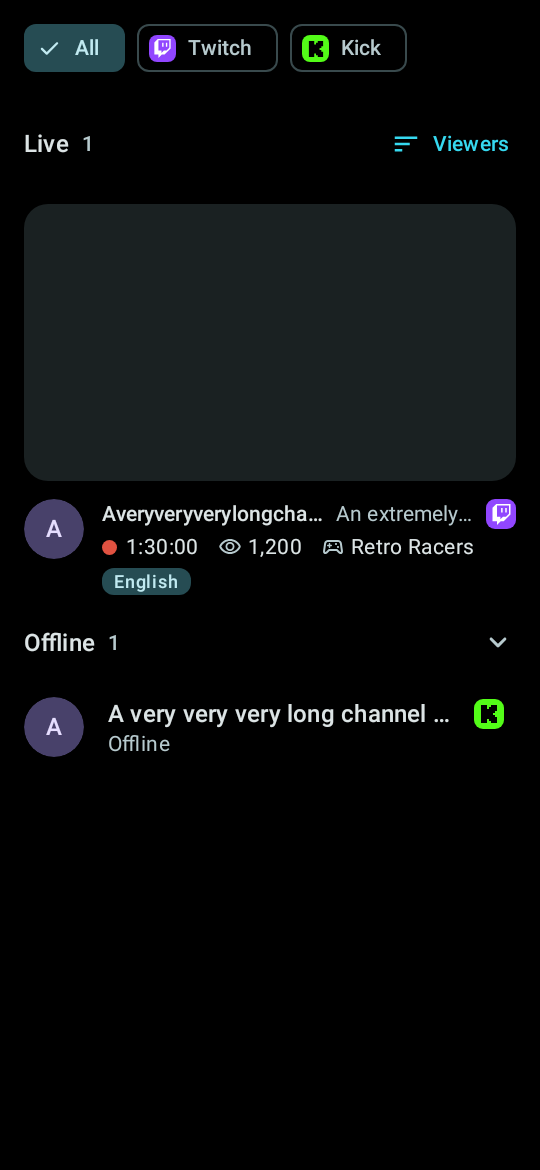 All Twitch Kick
Live 1 Viewers
A Averyveryverylongcha... An extremely...
1:30:00 1,200 Retro Racers
English
Offline 1
A A very very very long channel ...
Offline